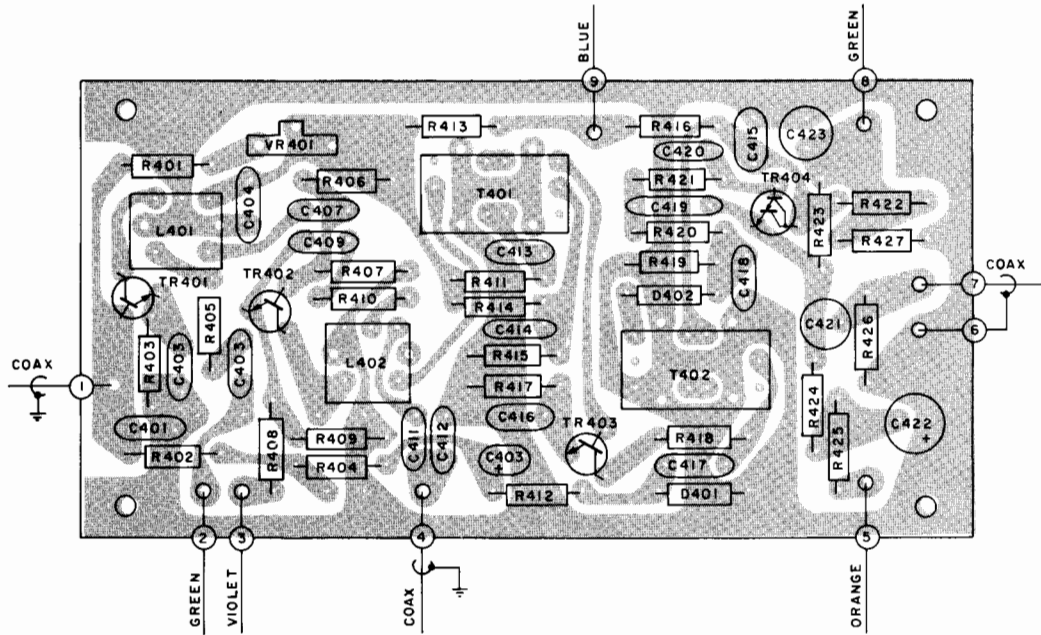 BLUE
GREEN
9
8
R413
R416
C415
C423
VR401
C420
R401
R406
T401
R421
TR404
C404
C407
C419
R423
R422
L401
C409
R420
R427
C413
TR401
TR402
R407
R411
R419
C418
COAX
7
R410
R414
D402
R405
C414
C421
R426
6
COAX
R403
C403
C403
L402
R415
T402
1
R417
R424
C401
R408
R409
C411
C412
C416
TR403
R418
R425
C422
+
R402
R404
C403
+
C417
R412
D401
2
3
4
5
GREEN
VIOLET
COAX
ORANGE